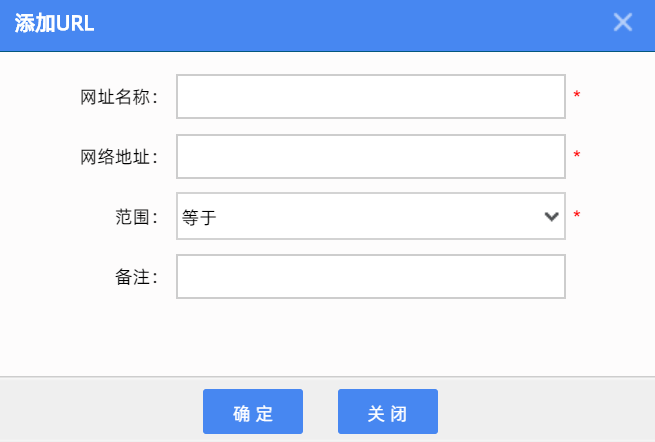 添加URL
网址名称： *
网络地址： *
范围： 等于 *
备注：
确定 关闭